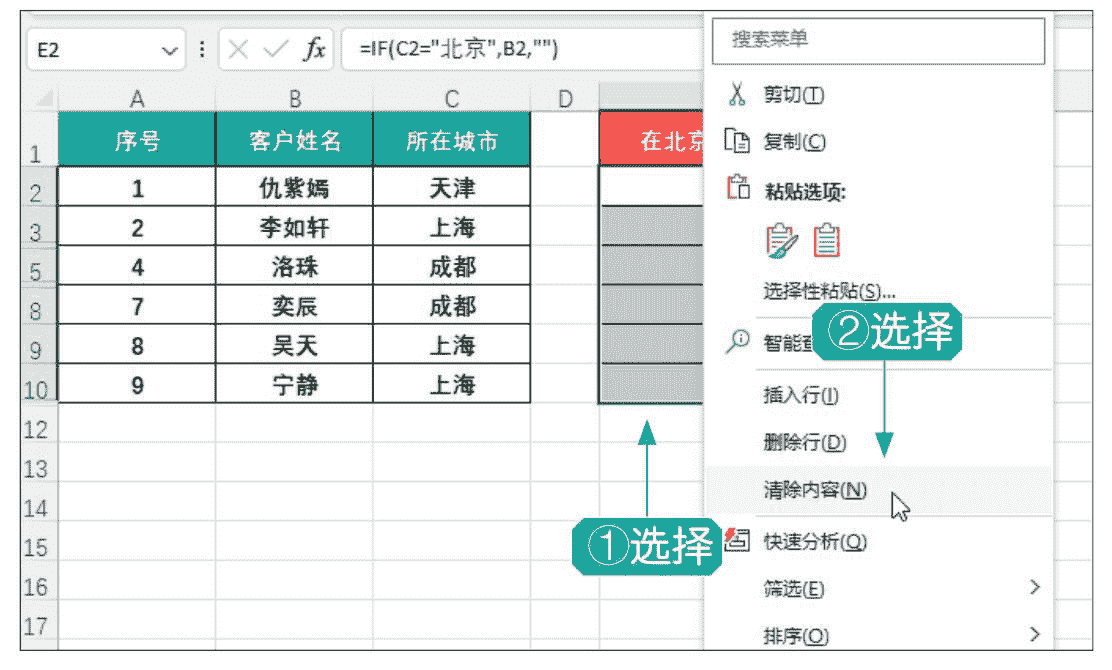 E2
fx
=IF(C2="北京",B2,"")
A B C D
1 序号 客户姓名 所在城市 在北京
2 1 仇紫嫣 天津
3 2 李如轩 上海
5 4 洛珠 成都
8 7 奕辰 成都
9 8 吴天 上海
10 9 宁静 上海
12
13
14
15
16
17
①选择
搜索菜单
剪切(T)
复制(C)
粘贴选项:
选择性粘贴(S)...
②选择
智能查
插入行(I)
删除行(D)
清除内容(N)
快速分析(Q)
筛选(E)
排序(O)